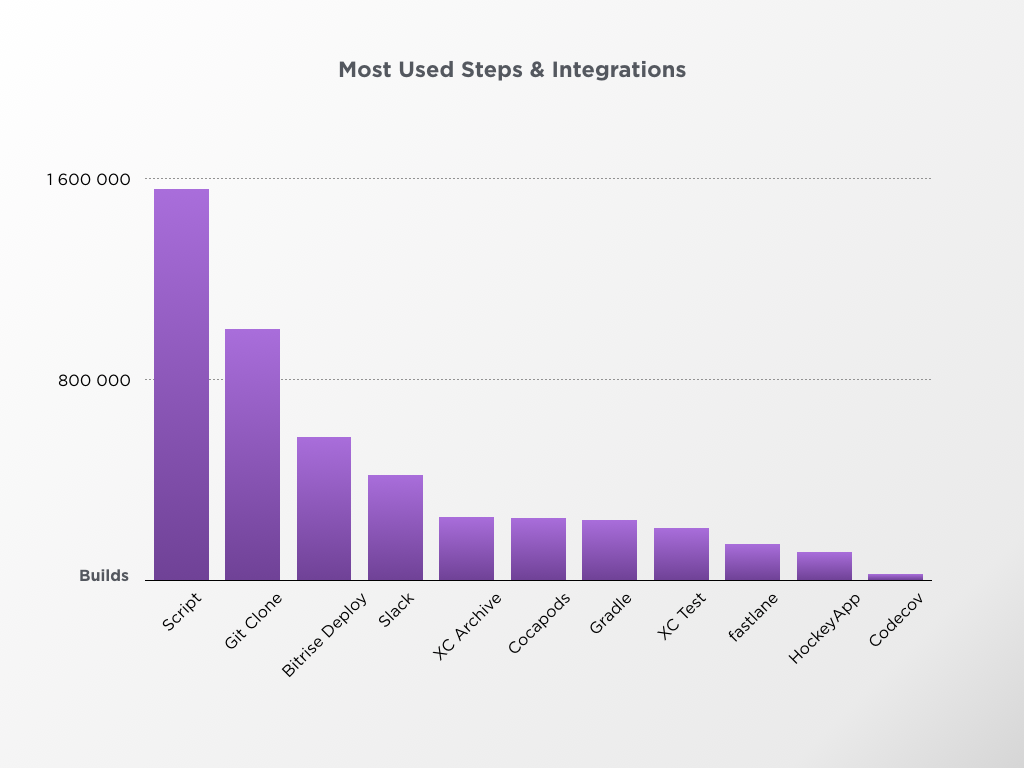 Most Used Steps & Integrations
1 600 000
800 000
Builds
Script
Git Clone
Bitrise Deploy
Slack
XC Archive
Cocapods
Gradle
XC Test
fastlane
HockeyApp
Codecov